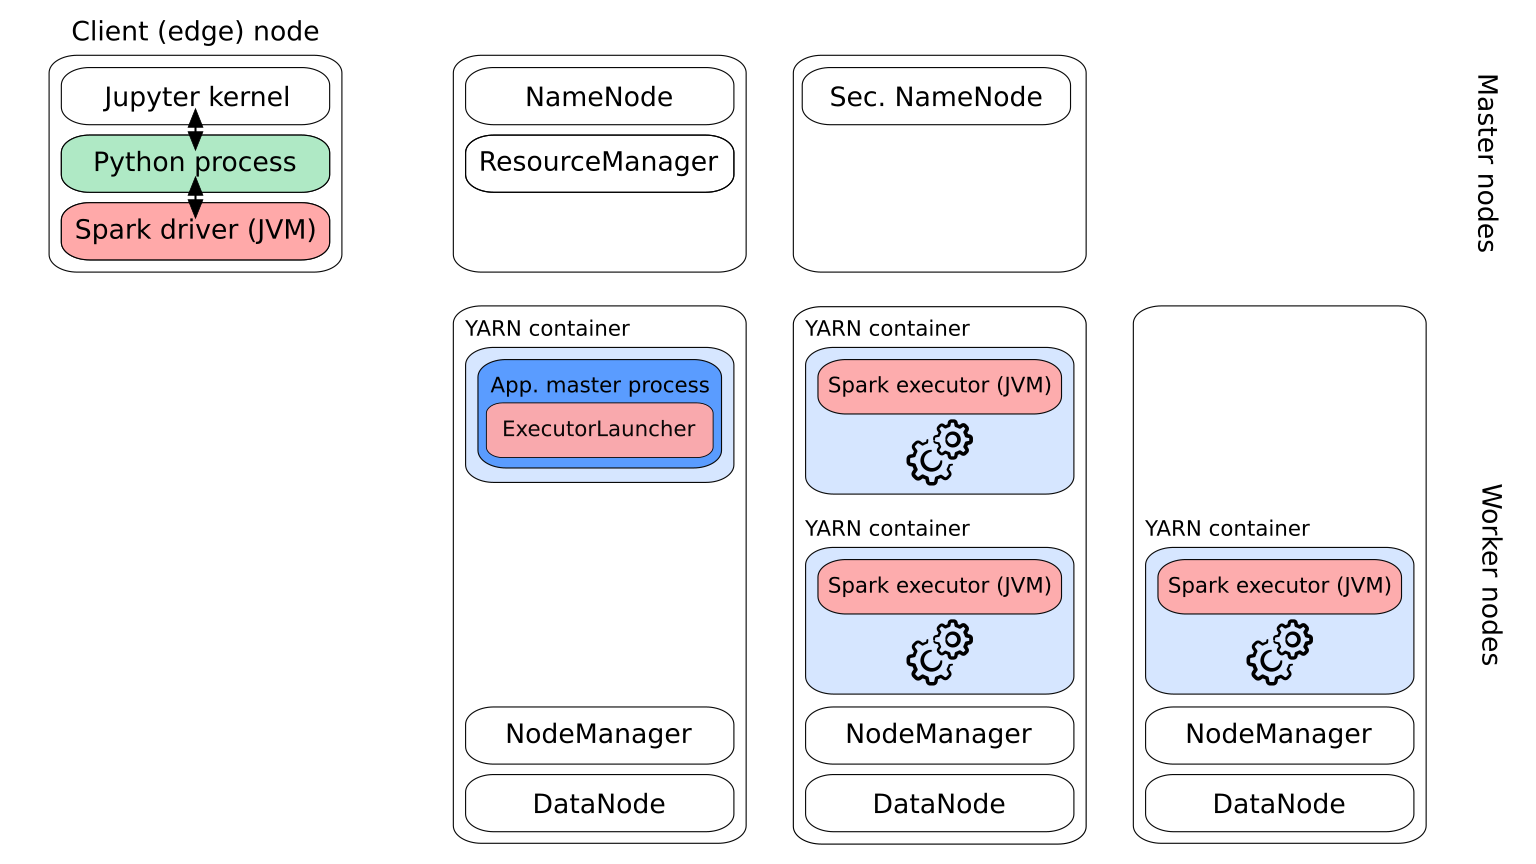 Client (edge) node
Jupyter kernel
Python process
Spark driver (JVM)
NameNode
ResourceManager
Sec. NameNode
Master nodes
YARN container
App. master process
ExecutorLauncher
NodeManager
DataNode
YARN container
Spark executor (JVM)
YARN container
Spark executor (JVM)
NodeManager
DataNode
YARN container
Spark executor (JVM)
NodeManager
DataNode
Worker nodes